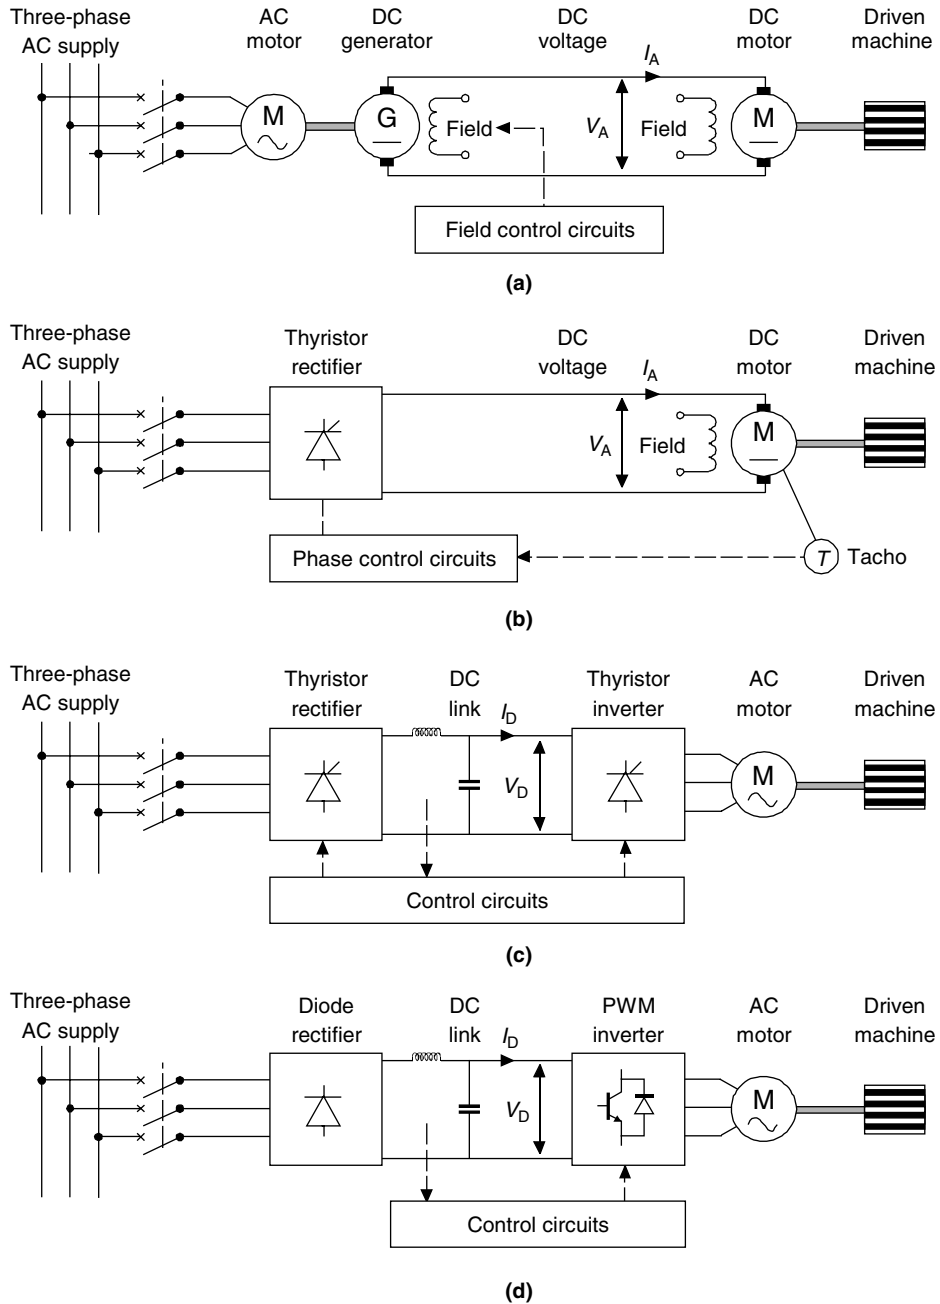 Three-phase AC DC DC DC Driven
AC supply motor generator voltage motor machine
I_A
M G Field V_A Field M
Field control circuits
(a)
Three-phase Thyristor DC DC Driven
AC supply rectifier voltage I_A motor machine
V_A Field M
Phase control circuits T Tacho
(b)
Three-phase Thyristor DC Thyristor AC Driven
AC supply rectifier link I_D inverter motor machine
V_D M
Control circuits
(c)
Three-phase Diode DC PWM AC Driven
AC supply rectifier link I_D inverter motor machine
V_D M
Control circuits
(d)